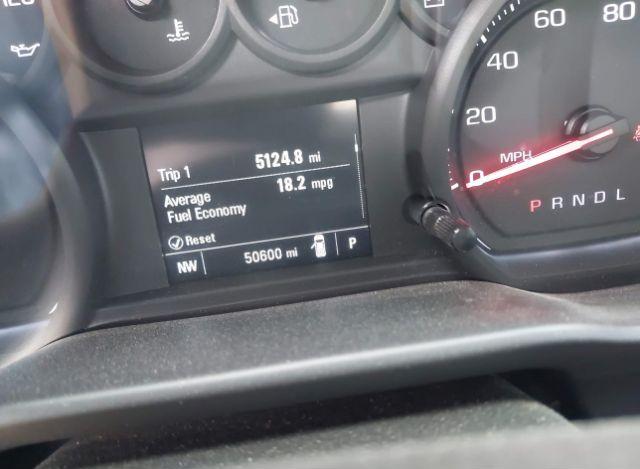 60
80
40
20
0
MPH
P R N D L
Trip 1 5124.8 mi
Average 18.2 mpg
Fuel Economy
Reset
NW 50600 mi P